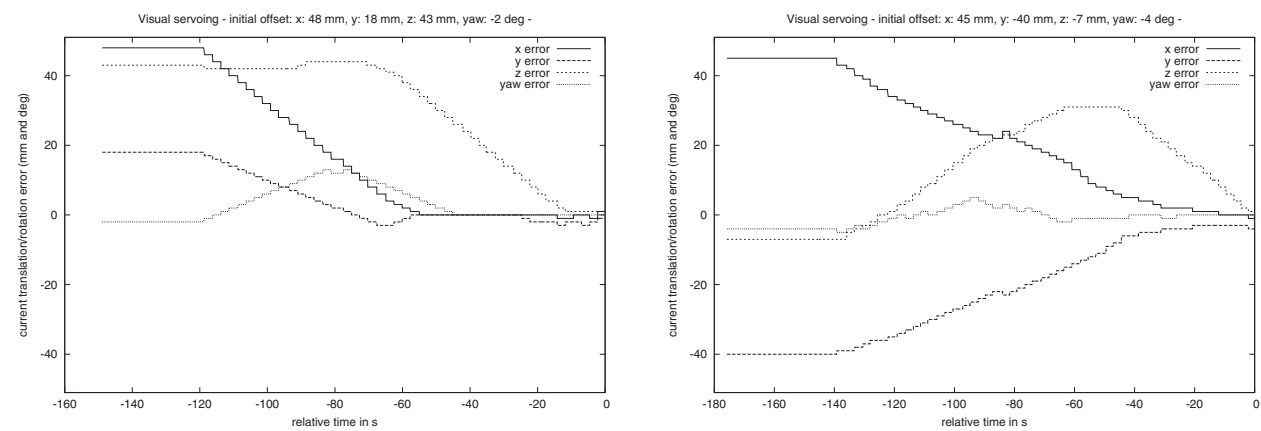 Visual servoing - initial offset: x: 48 mm, y: 18 mm, z: 43 mm, yaw: -2 deg -
x error
y error
z error
yaw error
40
20
0
-20
-40
current translation/rotation error (mm and deg)
-160 -140 -120 -100 -80 -60 -40 -20 0
relative time in s
Visual servoing - initial offset: x: 45 mm, y: -40 mm, z: -7 mm, yaw: -4 deg -
x error
y error
z error
yaw error
40
20
0
-20
-40
current translation/rotation error (mm and deg)
-180 -160 -140 -120 -100 -80 -60 -40 -20 0
relative time in s